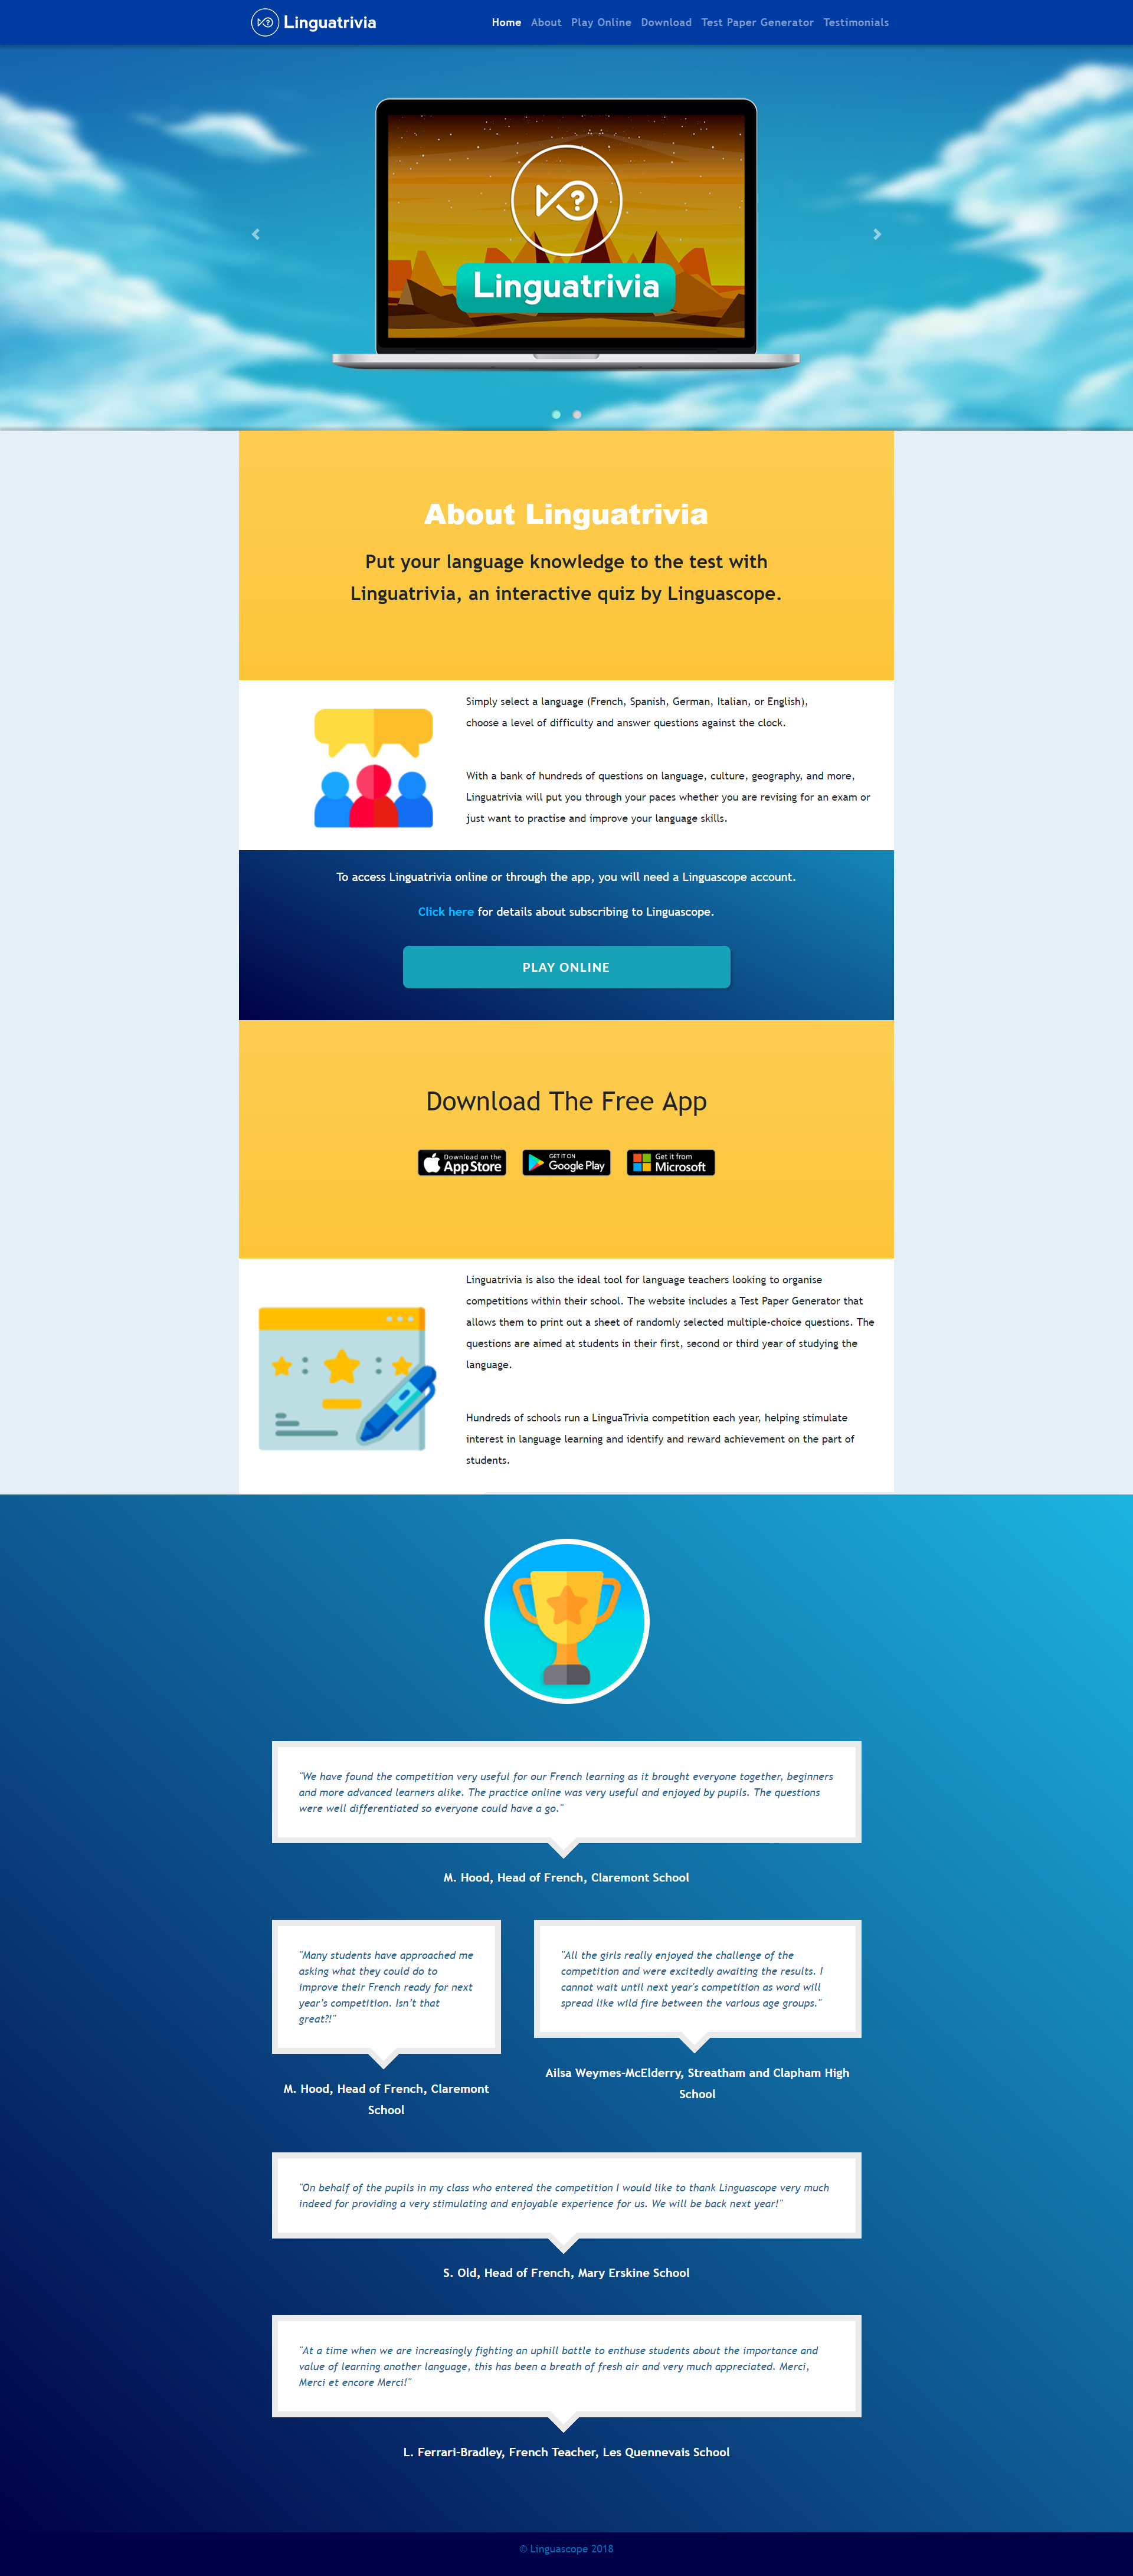 Linguatrivia
Home About Play Online Download Test Paper Generator Testimonials
?
Linguatrivia
About Linguatrivia
Put your language knowledge to the test with
Linguatrivia, an interactive quiz by Linguascope.
Simply select a language (French, Spanish, German, Italian, or English),
choose a level of difficulty and answer questions against the clock.
With a bank of hundreds of questions on language, culture, geography, and more,
Linguatrivia will put you through your paces whether you are revising for an exam or
just want to practise and improve your language skills.
To access Linguatrivia online or through the app, you will need a Linguascope account.
Click here for details about subscribing to Linguascope.
PLAY ONLINE
Download The Free App
Download on the
App Store
GET IT ON
Google Play
Get it from
Microsoft
Linguatrivia is also the ideal tool for language teachers looking to organise
competitions within their school. The website includes a Test Paper Generator that
allows them to print out a sheet of randomly selected multiple-choice questions. The
questions are aimed at students in their first, second or third year of studying the
language.
Hundreds of schools run a LinguaTrivia competition each year, helping stimulate
interest in language learning and identify and reward achievement on the part of
students.
"We have found the competition very useful for our French learning as it brought everyone together, beginners
and more advanced learners alike. The practice online was very useful and enjoyed by pupils. The questions
were well differentiated so everyone could have a go."
M. Hood, Head of French, Claremont School
"Many students have approached me
asking what they could do to
improve their French ready for next
year's competition. Isn't that
great?!"
M. Hood, Head of French, Claremont
School
"All the girls really enjoyed the challenge of the
competition and were excitedly awaiting the results. I
cannot wait until next year's competition as word will
spread like wild fire between the various age groups."
Ailsa Weymes-McElderry, Streatham and Clapham High
School
"On behalf of the pupils in my class who entered the competition I would like to thank Linguascope very much
indeed for providing a very stimulating and enjoyable experience for us. We will be back next year!"
S. Old, Head of French, Mary Erskine School
"At a time when we are increasingly fighting an uphill battle to enthuse students about the importance and
value of learning another language, this has been a breath of fresh air and very much appreciated. Merci,
Merci et encore Merci!"
L. Ferrari-Bradley, French Teacher, Les Quennevais School
© Linguascope 2018